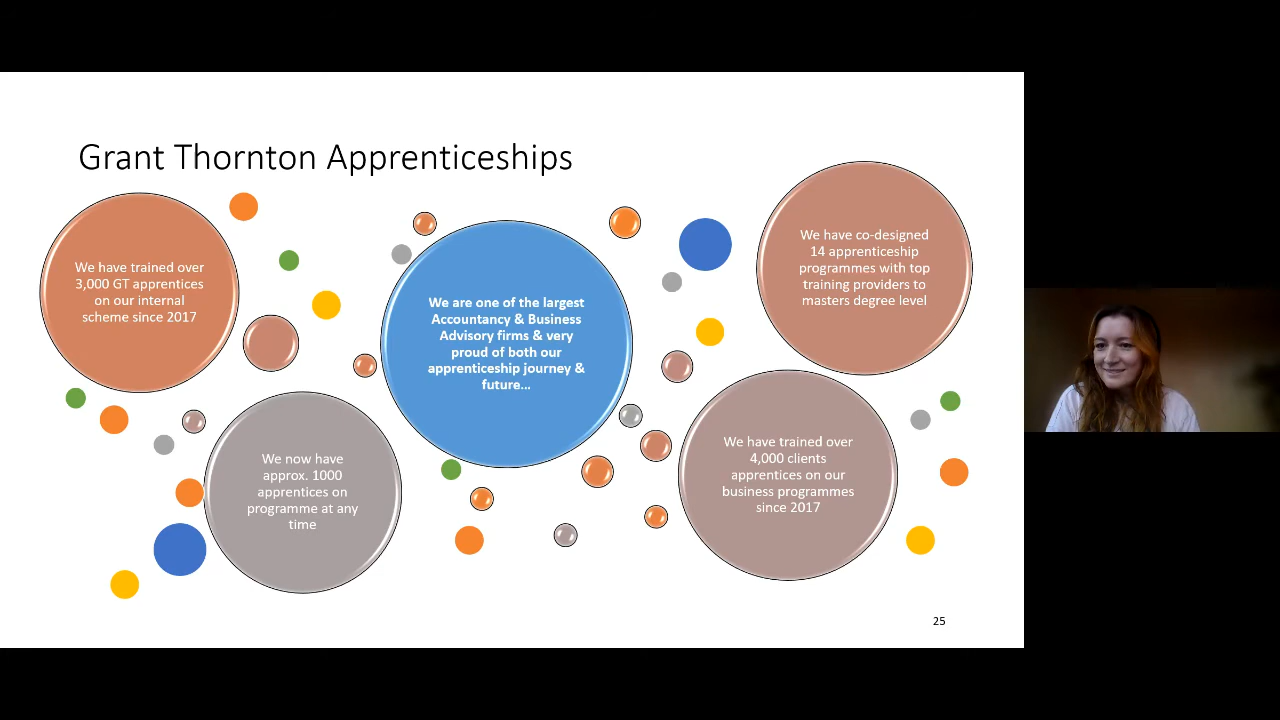 Grant Thornton Apprenticeships
We have trained over
3,000 GT apprentices
on our internal
scheme since 2017
We now have
approx. 1000
apprentices on
programme at any
time
We are one of the largest
Accountancy & Business
Advisory firms & very
proud of both our
apprenticeship journey &
future...
We have co-designed
14 apprenticeship
programmes with top
training providers to
masters degree level
We have trained over
4,000 clients
apprentices on our
business programmes
since 2017
25